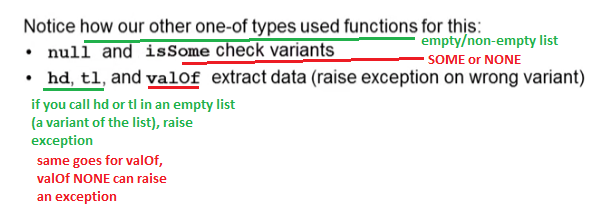 Notice how our other one-of types used functions for this:
• null and isSome check variants
empty/non-empty list
SOME or NONE
• hd, tl, and valOf extract data (raise exception on wrong variant)
if you call hd or tl in an empty list
(a variant of the list), raise
exception
same goes for valOf,
valOf NONE can raise
an exception